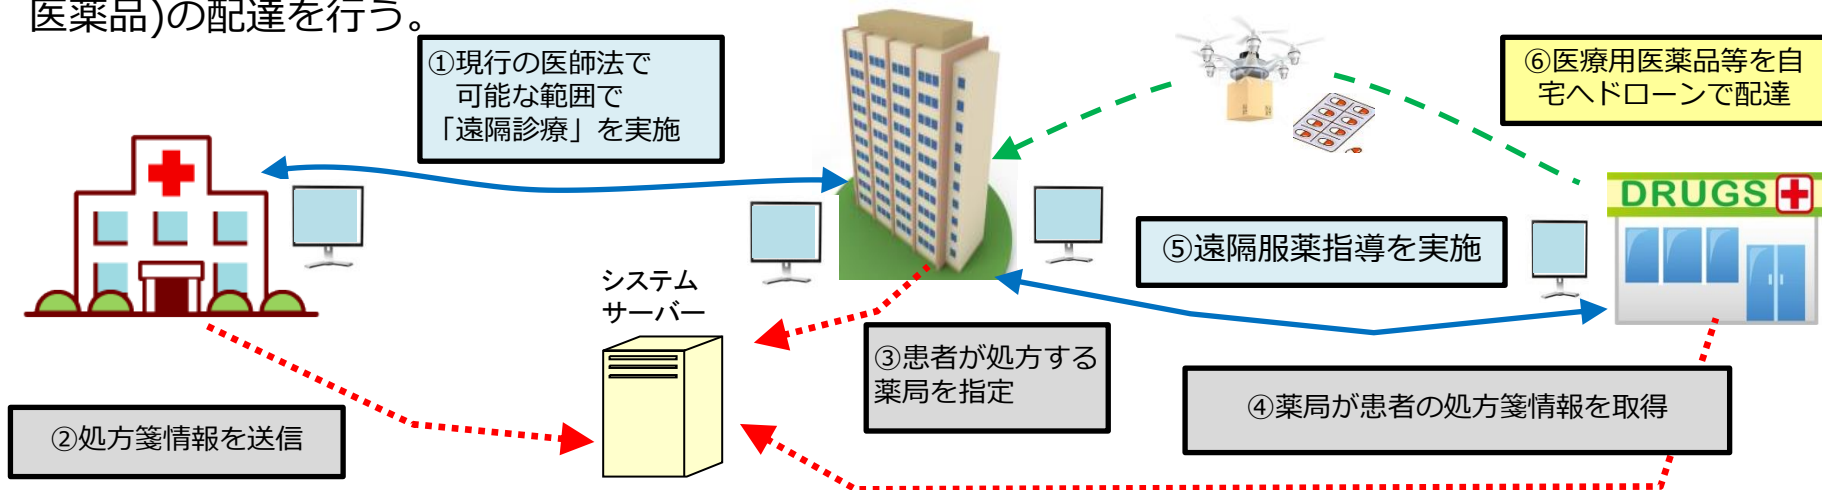 医薬品)の配達を行う。
①現行の医師法で
可能な範囲で
「遠隔診療」を実施
⑥医療用医薬品等を自
宅へドローンで配達
DRUGS
⑤遠隔服薬指導を実施
システム
サーバー
③患者が処方する
薬局を指定
④薬局が患者の処方箋情報を取得
②処方箋情報を送信